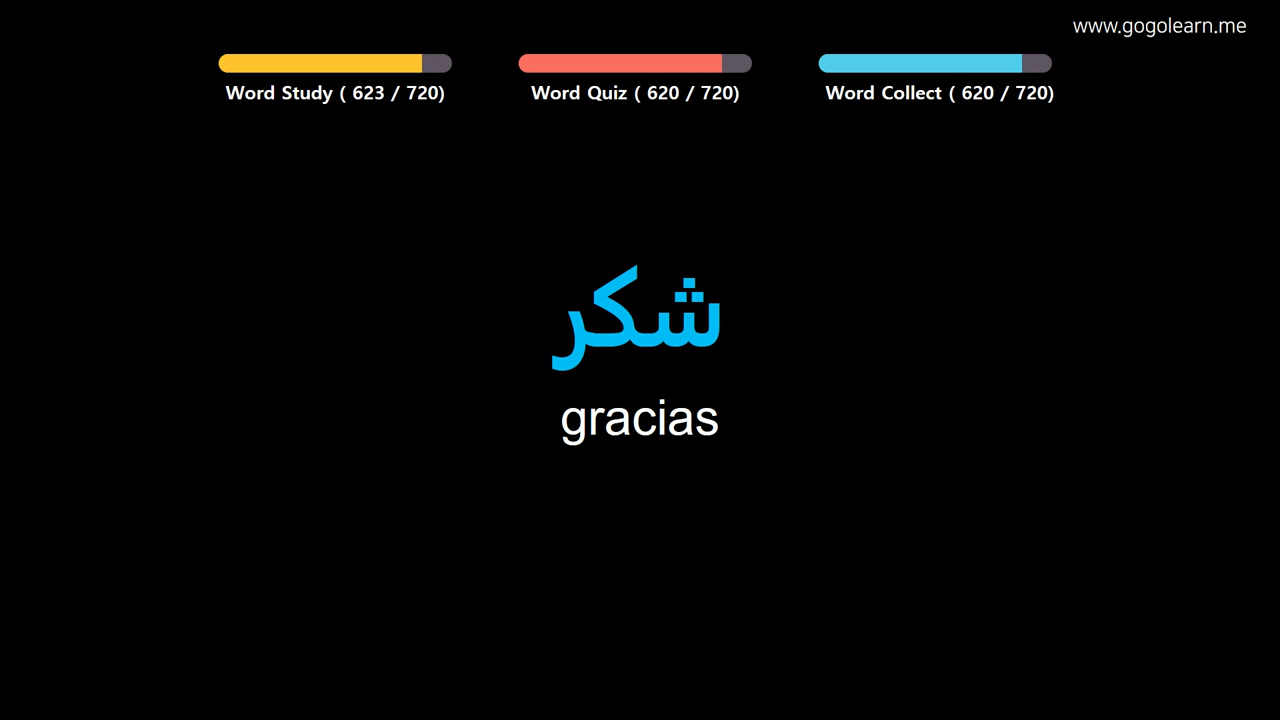 www.gogolearn.me
Word Study ( 623 / 720)
Word Quiz ( 620 / 720)
Word Collect ( 620 / 720)
شكر
gracias